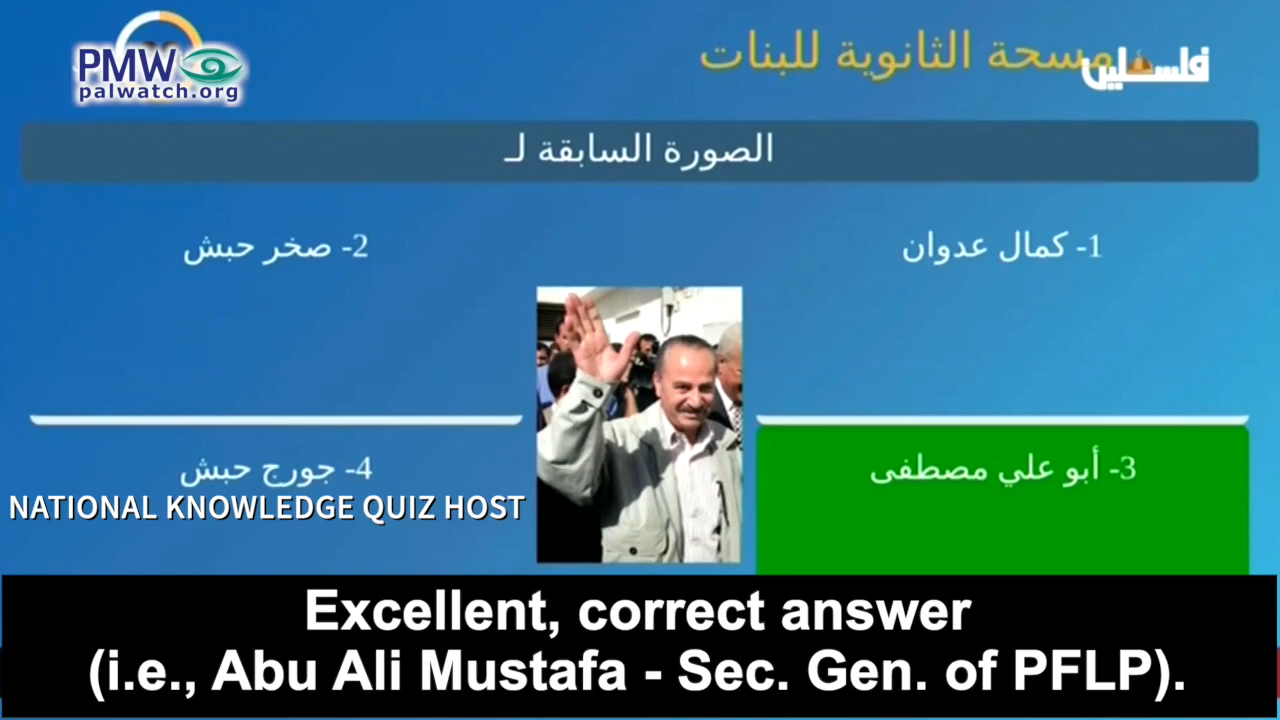 PMW
palwatch.org
مسحة الثانوية للبنات
فلسطين
الصورة السابقة لـ
1- كمال عدوان
2- صخر حبش
3- أبو علي مصطفى
4- جورج حبش
NATIONAL KNOWLEDGE QUIZ HOST
Excellent, correct answer
(i.e., Abu Ali Mustafa - Sec. Gen. of PFLP).